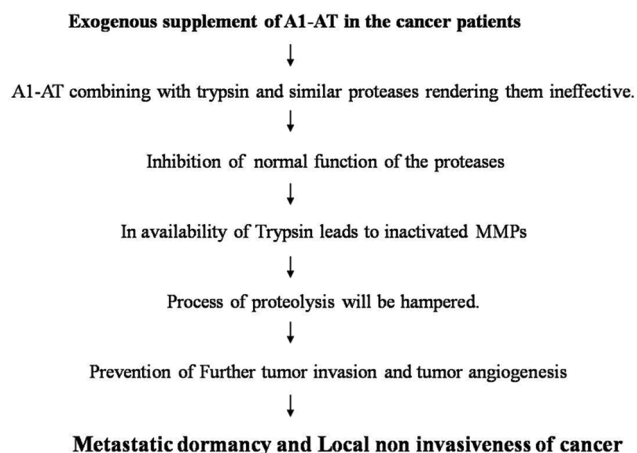 Exogenous supplement of A1-AT in the cancer patients
A1-AT combining with trypsin and similar proteases rendering them ineffective.
Inhibition of normal function of the proteases
In availability of Trypsin leads to inactivated MMPs
Process of proteolysis will be hampered.
Prevention of Further tumor invasion and tumor angiogenesis
Metastatic dormancy and Local non invasiveness of cancer